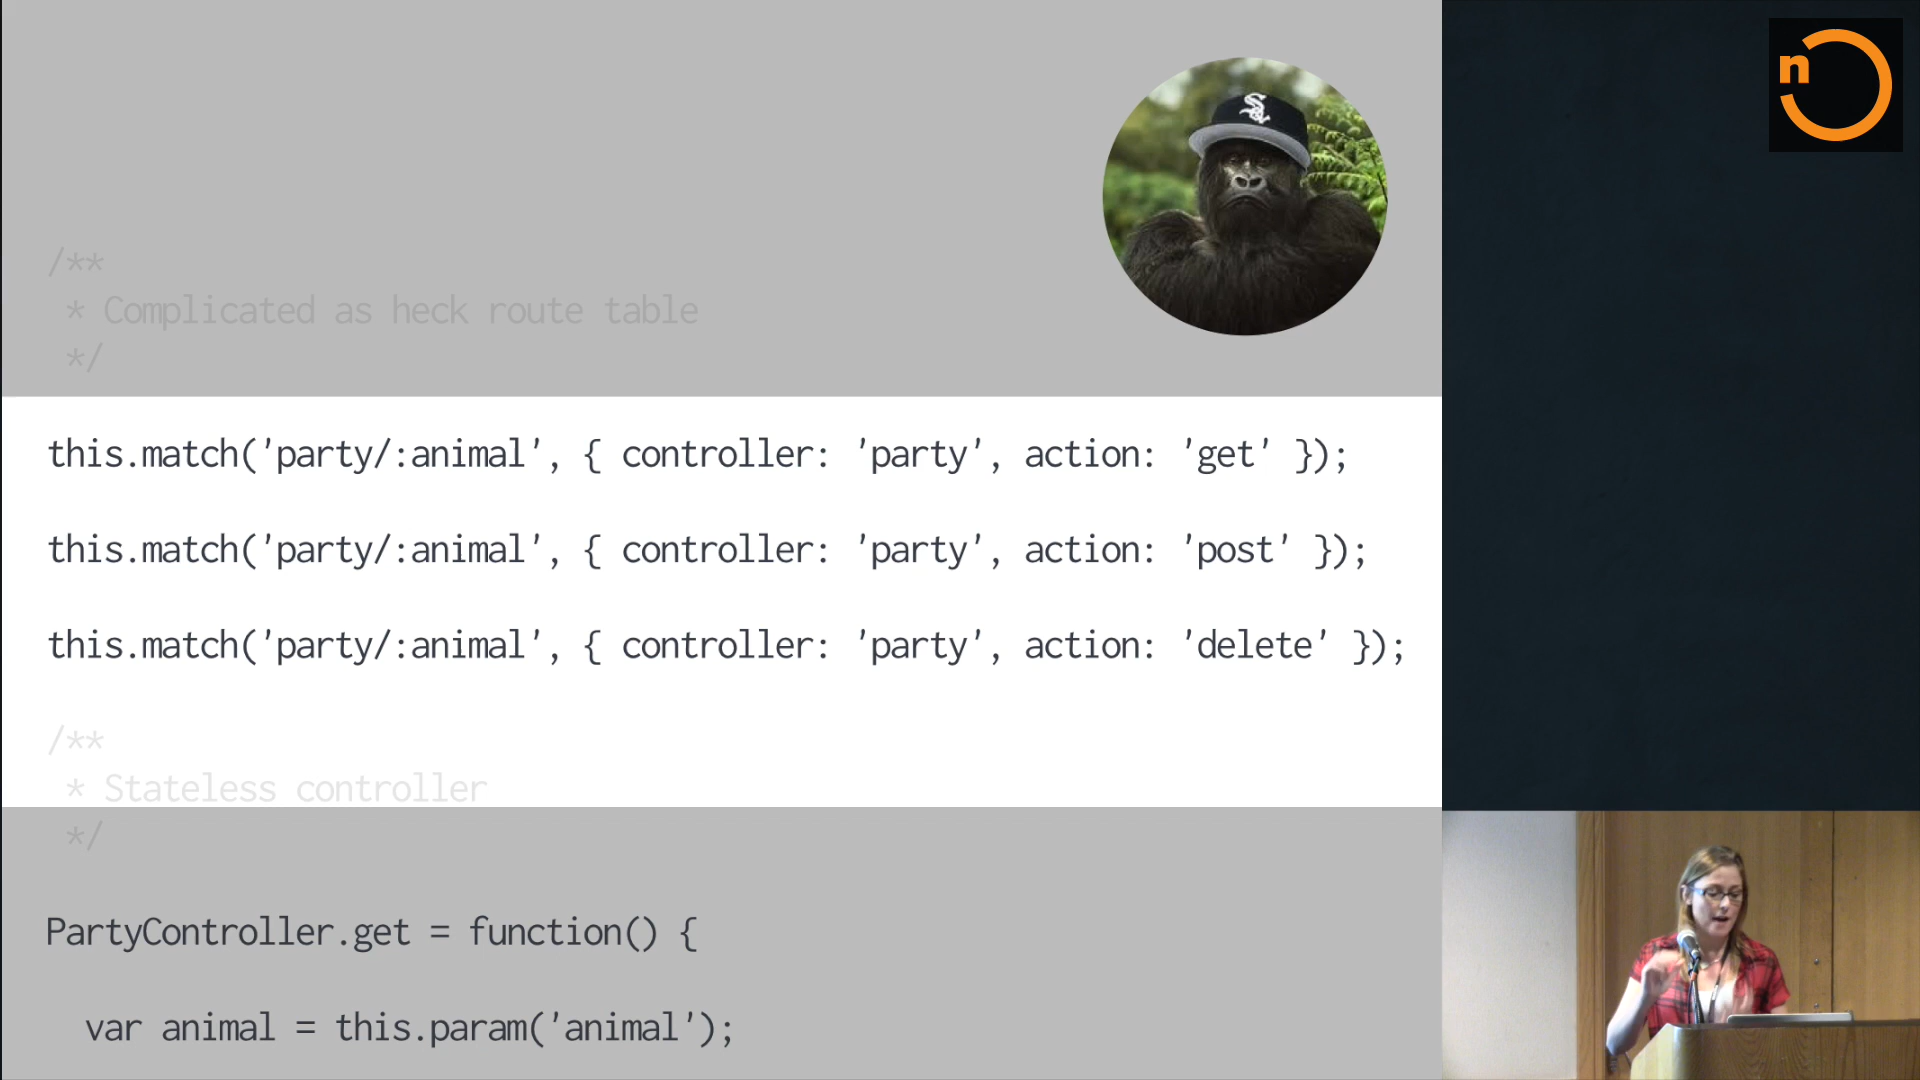 n
/**
* Complicated as heck route table
*/
this.match('party/:animal', { controller: 'party', action: 'get' });
this.match('party/:animal', { controller: 'party', action: 'post' });
this.match('party/:animal', { controller: 'party', action: 'delete' });
/**
* Stateless controller
*/
PartyController.get = function() {
var animal = this.param('animal');